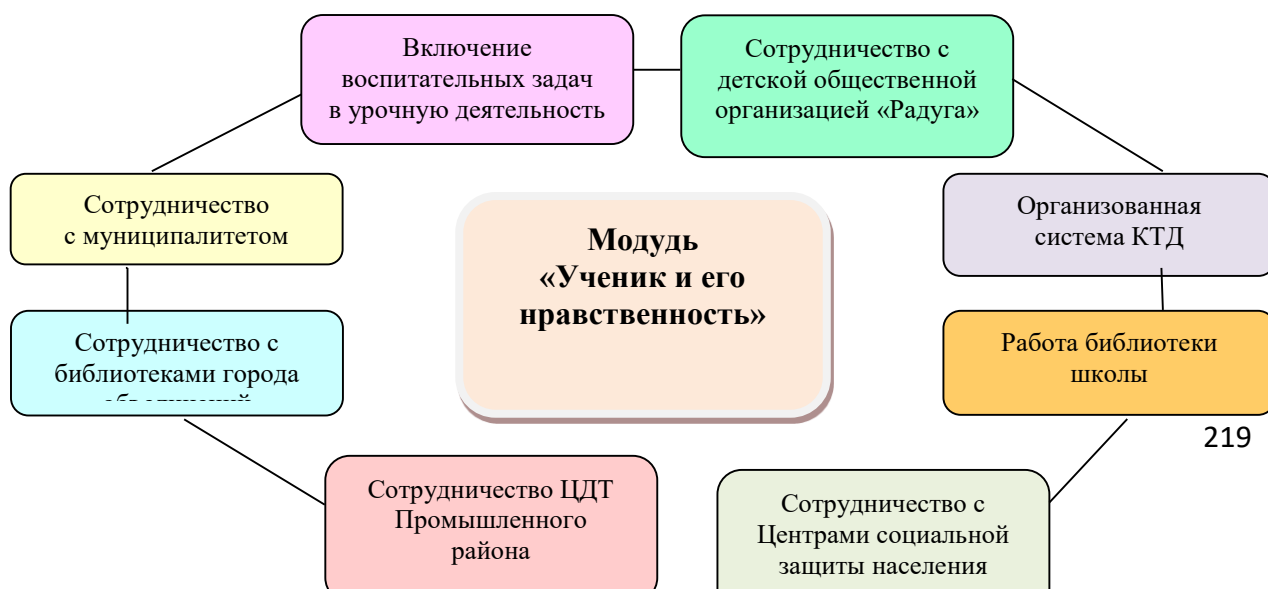 Включение
воспитательных задач
в урочную деятельность
Сотрудничество с
детской общественной
организацией «Радуга»
Сотрудничество
с муниципалитетом
Модудь
«Ученик и его
нравственность»
Организованная
система КТД
Сотрудничество с
библиотеками города
Работа библиотеки
школы
219
Сотрудничество ЦДТ
Промышленного
района
Сотрудничество с
Центрами социальной
защиты населения